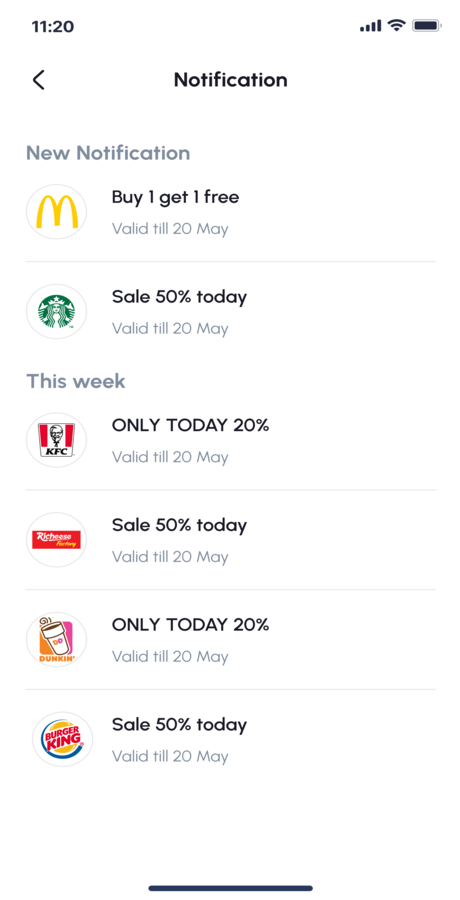 11:20
Notification
New Notification
Buy 1 get 1 free
Valid till 20 May
Sale 50% today
Valid till 20 May
This week
ONLY TODAY 20%
Valid till 20 May
KFC
Sale 50% today
Richeese
Factory
Valid till 20 May
ONLY TODAY 20%
DD
DUNKIN'
Valid till 20 May
Sale 50% today
BURGER
KING
Valid till 20 May